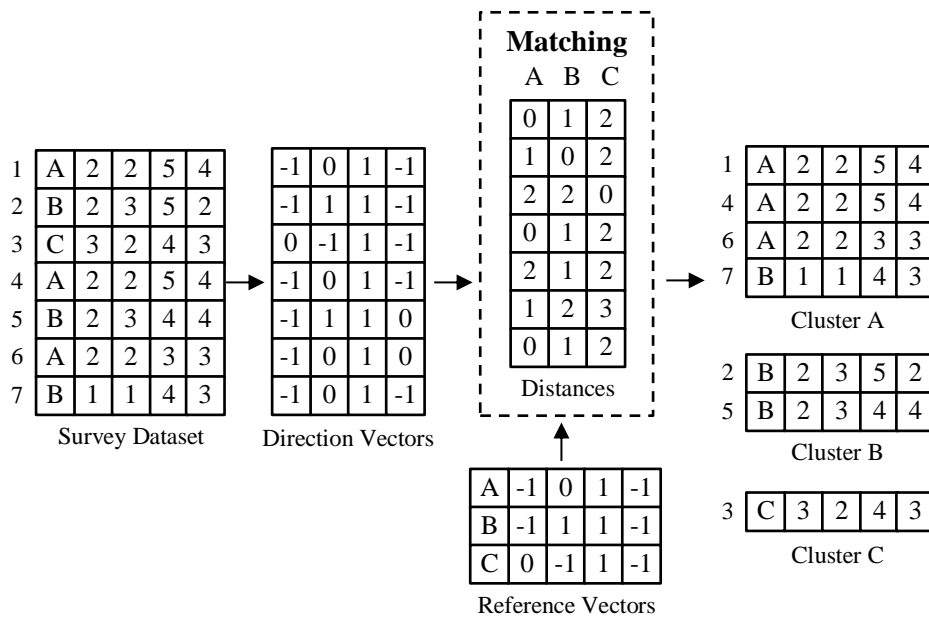 Survey Dataset
1 A 2 2 5 4
2 B 2 3 5 2
3 C 3 2 4 3
4 A 2 2 5 4
5 B 2 3 4 4
6 A 2 2 3 3
7 B 1 1 4 3
Direction Vectors
-1 0 1 -1
-1 1 1 -1
0 -1 1 -1
-1 0 1 -1
-1 1 1 0
-1 0 1 0
-1 0 1 -1
Matching
A B C
0 1 2
1 0 2
2 2 0
0 1 2
2 1 2
1 2 3
0 1 2
Distances
A -1 0 1 -1
B -1 1 1 -1
C 0 -1 1 -1
Reference Vectors
1 A 2 2 5 4
4 A 2 2 5 4
6 A 2 2 3 3
7 B 1 1 4 3
Cluster A
2 B 2 3 5 2
5 B 2 3 4 4
Cluster B
3 C 3 2 4 3
Cluster C